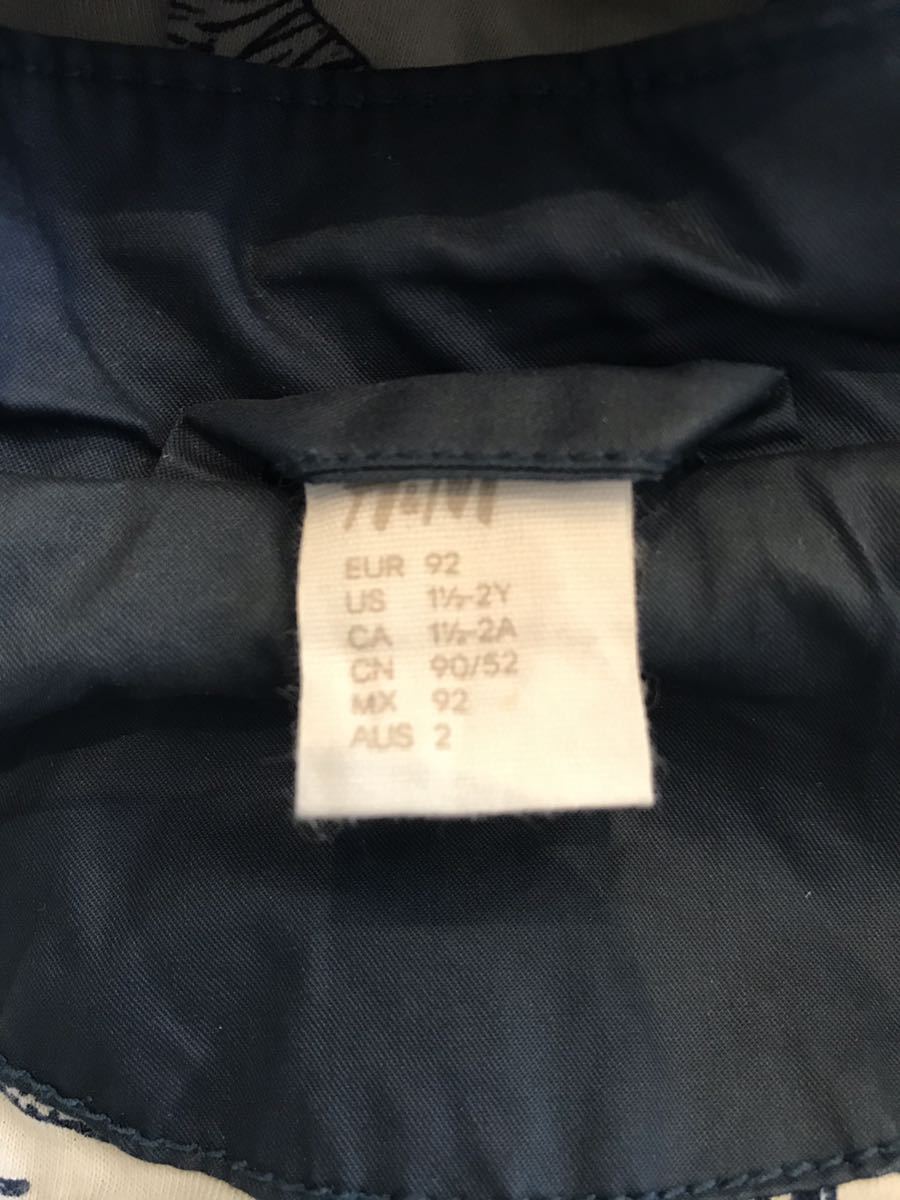 H&M
EUR 92
US 1½-2Y
CA 1½-2A
CN 90/52
MX 92
AUS 2